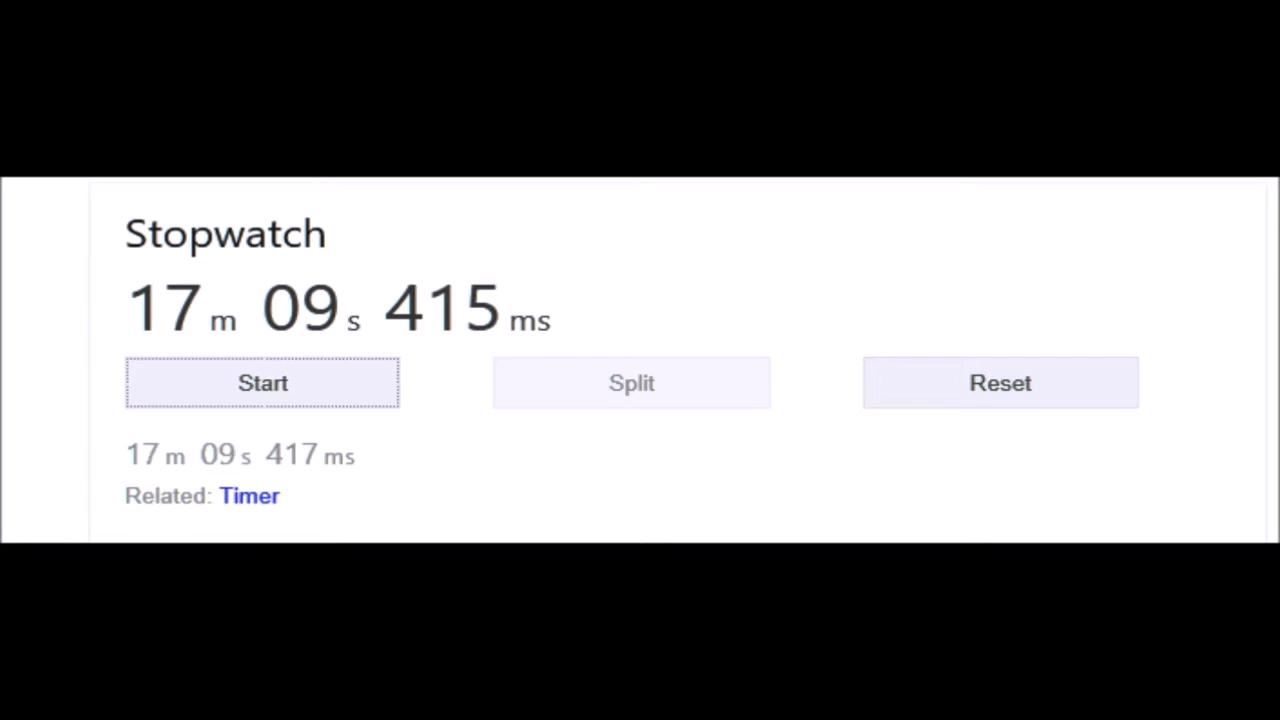 Stopwatch
17 m 09 s 415 ms
Start Split Reset
17 m 09 s 417 ms
Related: Timer